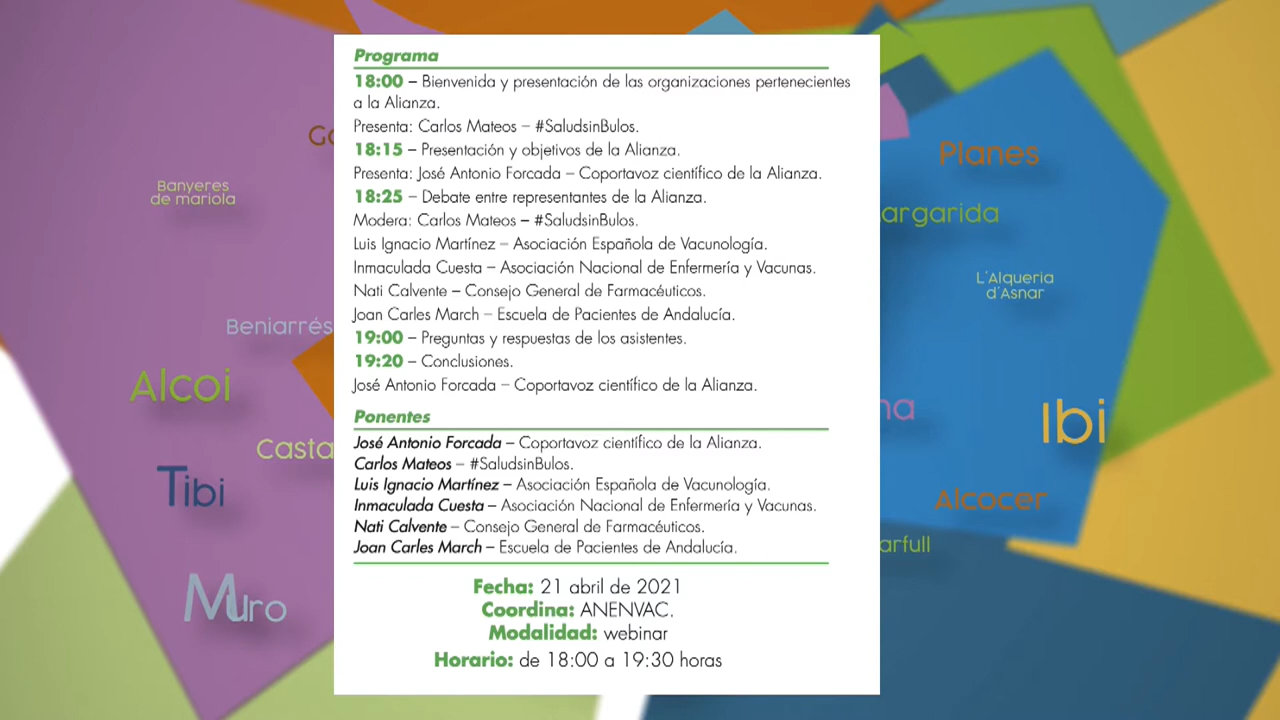 Programa
18:00 – Bienvenida y presentación de las organizaciones pertenecientes
a la Alianza.
Presenta: Carlos Mateos – #SaludsinBulos.
18:15 – Presentación y objetivos de la Alianza.
Presenta: José Antonio Forcada – Coportavoz científico de la Alianza.
18:25 – Debate entre representantes de la Alianza.
Modera: Carlos Mateos – #SaludsinBulos.
Luis Ignacio Martínez – Asociación Española de Vacunología.
Inmaculada Cuesta – Asociación Nacional de Enfermería y Vacunas.
Nati Calvente – Consejo General de Farmacéuticos.
Joan Carles March – Escuela de Pacientes de Andalucía.
19:00 – Preguntas y respuestas de los asistentes.
19:20 – Conclusiones.
José Antonio Forcada – Coportavoz científico de la Alianza.
Ponentes
José Antonio Forcada – Coportavoz científico de la Alianza.
Carlos Mateos – #SaludsinBulos.
Luis Ignacio Martínez – Asociación Española de Vacunología.
Inmaculada Cuesta – Asociación Nacional de Enfermería y Vacunas.
Nati Calvente – Consejo General de Farmacéuticos.
Joan Carles March – Escuela de Pacientes de Andalucía.
Fecha: 21 abril de 2021
Coordina: ANENVAC.
Modalidad: webinar
Horario: de 18:00 a 19:30 horas
Banyeres
de mariola
Beniarrés
Alcoi
Casta
Tibi
Muro
Planes
argarida
L´Alqueria
d´Asnar
na
Ibi
Alcocer
arfull